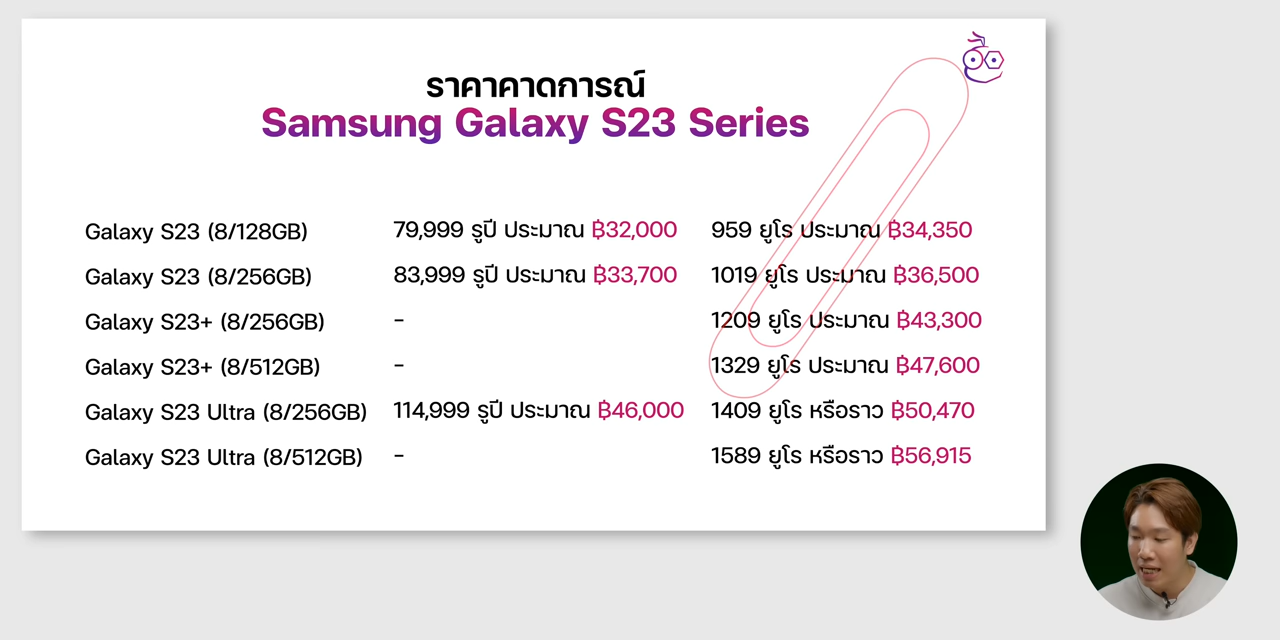 ราคาคาดการณ์
Samsung Galaxy S23 Series
Galaxy S23 (8/128GB) 79,999 รูปี ประมาณ ฿32,000 959 ยูโร ประมาณ ฿34,350
Galaxy S23 (8/256GB) 83,999 รูปี ประมาณ ฿33,700 1019 ยูโร ประมาณ ฿36,500
Galaxy S23+ (8/256GB) - 1209 ยูโร ประมาณ ฿43,300
Galaxy S23+ (8/512GB) - 1329 ยูโร ประมาณ ฿47,600
Galaxy S23 Ultra (8/256GB) 114,999 รูปี ประมาณ ฿46,000 1409 ยูโร หรือราว ฿50,470
Galaxy S23 Ultra (8/512GB) - 1589 ยูโร หรือราว ฿56,915